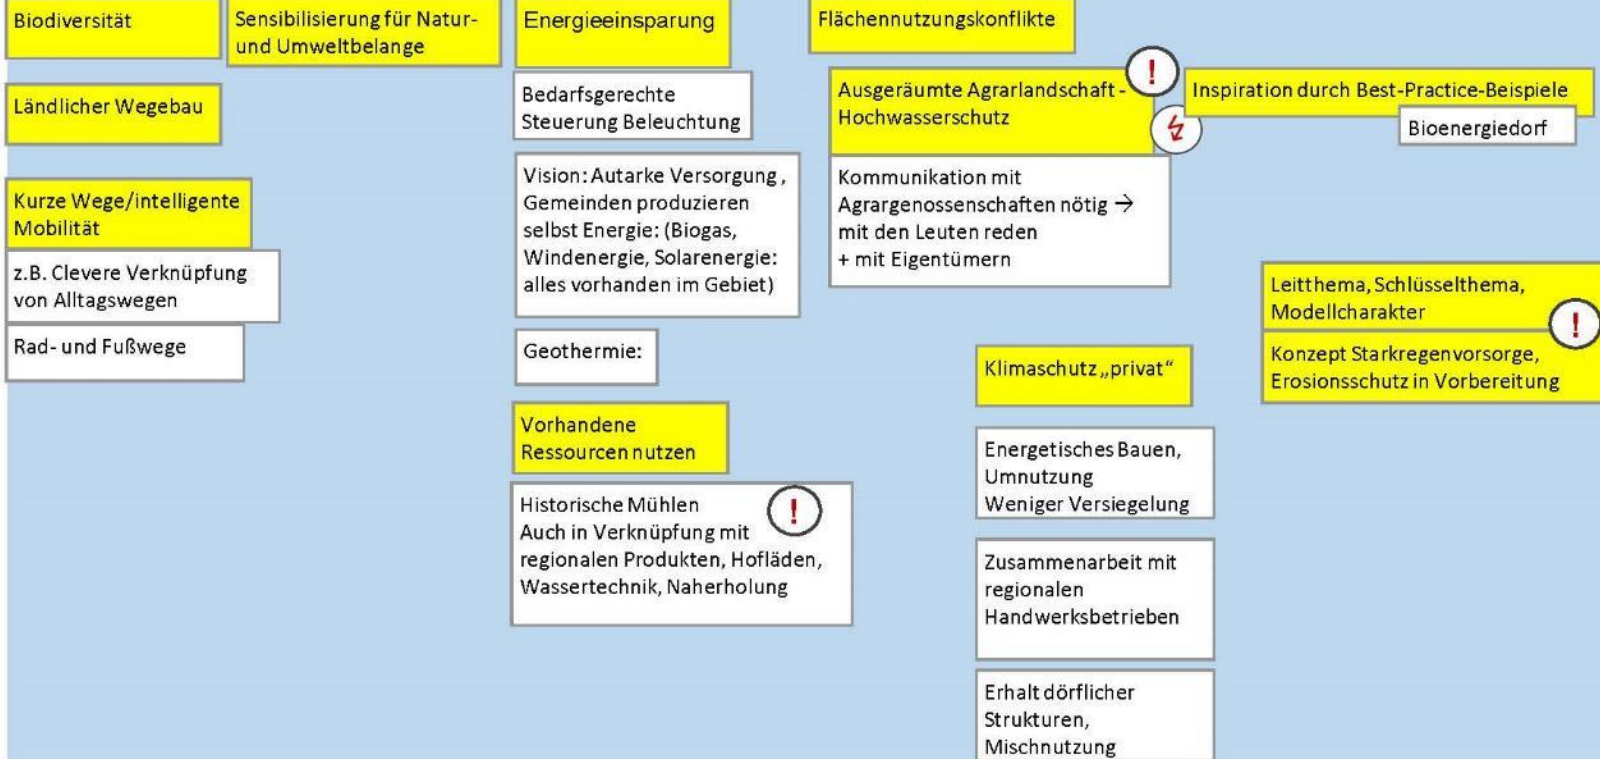 Biodiversität
Sensibilisierung für Natur-
und Umweltbelange
Energieeinsparung
Flächennutzungskonflikte
Ländlicher Wegebau
Bedarfsgerechte
Steuerung Beleuchtung
Ausgeräumte Agrarlandschaft -
Hochwasserschutz
!
Inspiration durch Best-Practice-Beispiele
Bioenergiedorf
Kurze Wege/intelligente
Mobilität
z.B. Clevere Verknüpfung
von Alltagswegen
Rad- und Fußwege
Vision: Autarke Versorgung ,
Gemeinden produzieren
selbst Energie: (Biogas,
Windenergie, Solarenergie:
alles vorhanden im Gebiet)
Geothermie:
Vorhandene
Ressourcen nutzen
Historische Mühlen
Auch in Verknüpfung mit
regionalen Produkten, Hofläden,
Wassertechnik, Naherholung
!
Kommunikation mit
Agrargenossenschaften nötig →
mit den Leuten reden
+ mit Eigentümern
Klimaschutz „privat“
Energetisches Bauen,
Umnutzung
Weniger Versiegelung
Zusammenarbeit mit
regionalen
Handwerksbetrieben
Erhalt dörflicher
Strukturen,
Mischnutzung
Leitthema, Schlüsselthema,
Modellcharakter
!
Konzept Starkregenvorsorge,
Erosionsschutz in Vorbereitung